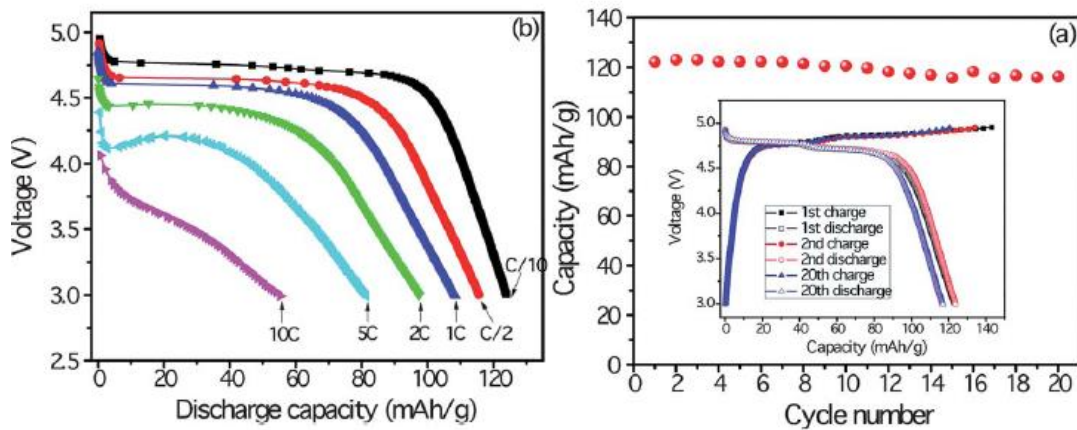 (b)
5.0
4.5
4.0
3.5
3.0
2.5
Voltage (V)
C/10
10C
5C
2C
1C
C/2
0 20 40 60 80 100 120
Discharge capacity (mAh/g)
(a)
140
120
100
80
60
40
20
0
Capacity (mAh/g)
5.0
4.5
4.0
3.5
3.0
Voltage (V)
1st charge
1st discharge
2nd charge
2nd discharge
20th charge
20th discharge
0 20 40 60 80 100 120 140
Capacity (mAh/g)
0 2 4 6 8 10 12 14 16 18 20
Cycle number